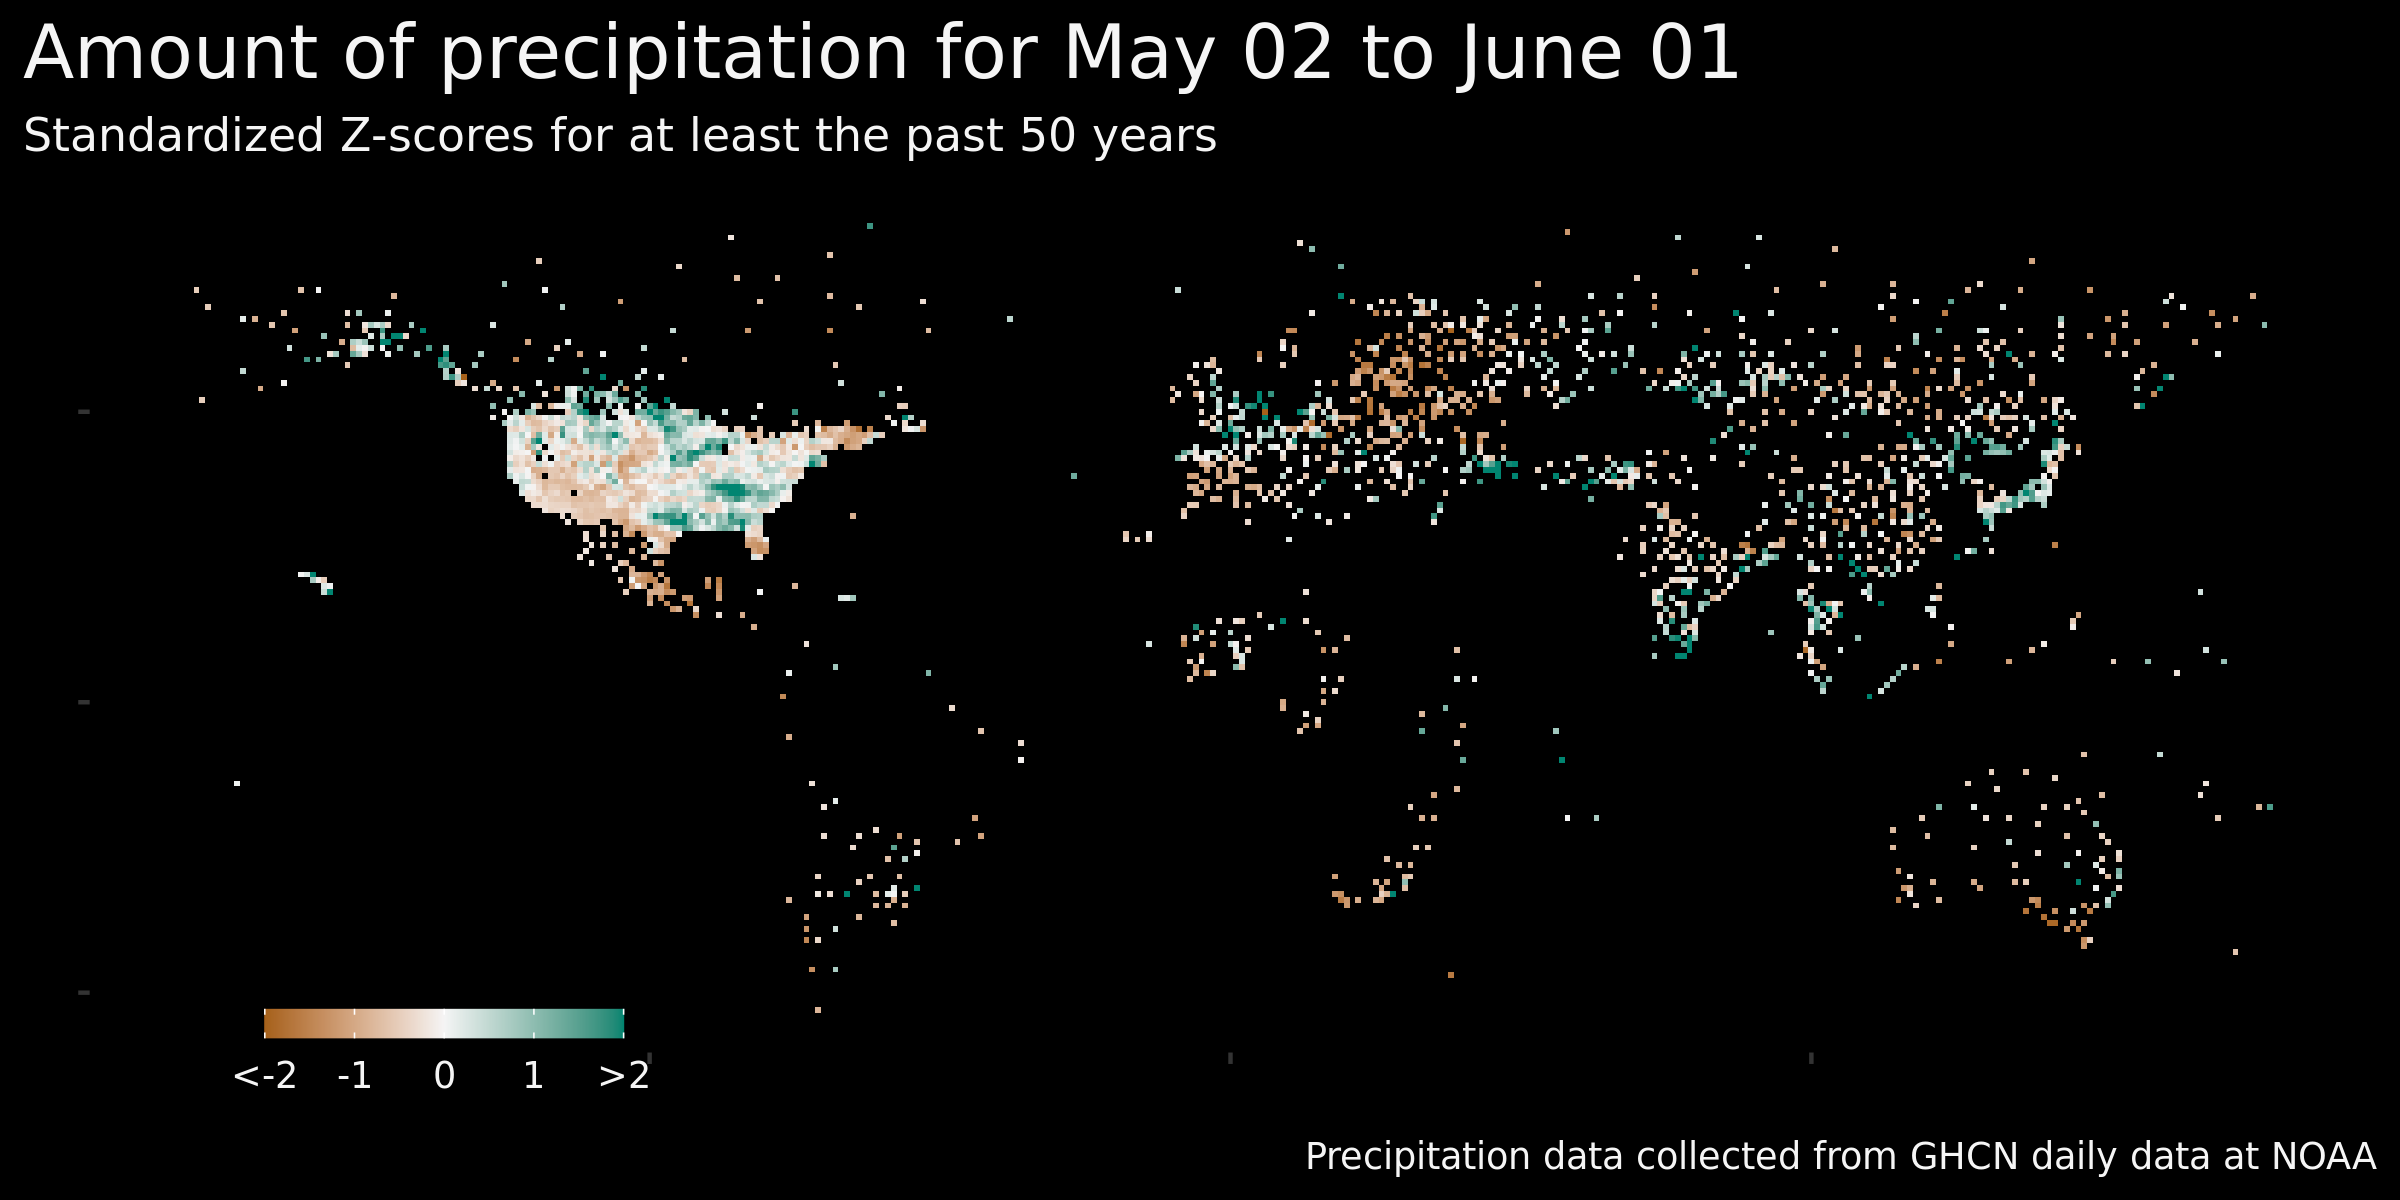 Amount of precipitation for May 02 to June 01
Standardized Z-scores for at least the past 50 years
<-2 -1 0 1 >2
Precipitation data collected from GHCN daily data at NOAA